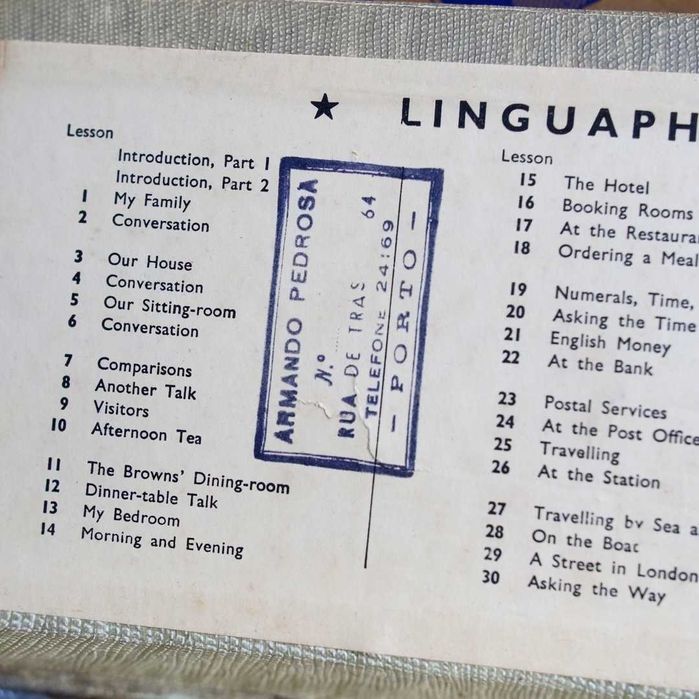 ★ LINGUAPH
Lesson
Introduction, Part 1
Introduction, Part 2
1 My Family
2 Conversation
3 Our House
4 Conversation
5 Our Sitting-room
6 Conversation
7 Comparisons
8 Another Talk
9 Visitors
10 Afternoon Tea
11 The Browns' Dining-room
12 Dinner-table Talk
13 My Bedroom
14 Morning and Evening
ARMANDO PEDROSA
N.º 64
RUA DE TRAS
TELEFONE 24:69
— PORTO —
Lesson
15 The Hotel
16 Booking Rooms
17 At the Restaura
18 Ordering a Meal
19 Numerals, Time,
20 Asking the Time
21 English Money
22 At the Bank
23 Postal Services
24 At the Post Office
25 Travelling
26 At the Station
27 Travelling by Sea a
28 On the Boat
29 A Street in London
30 Asking the Way